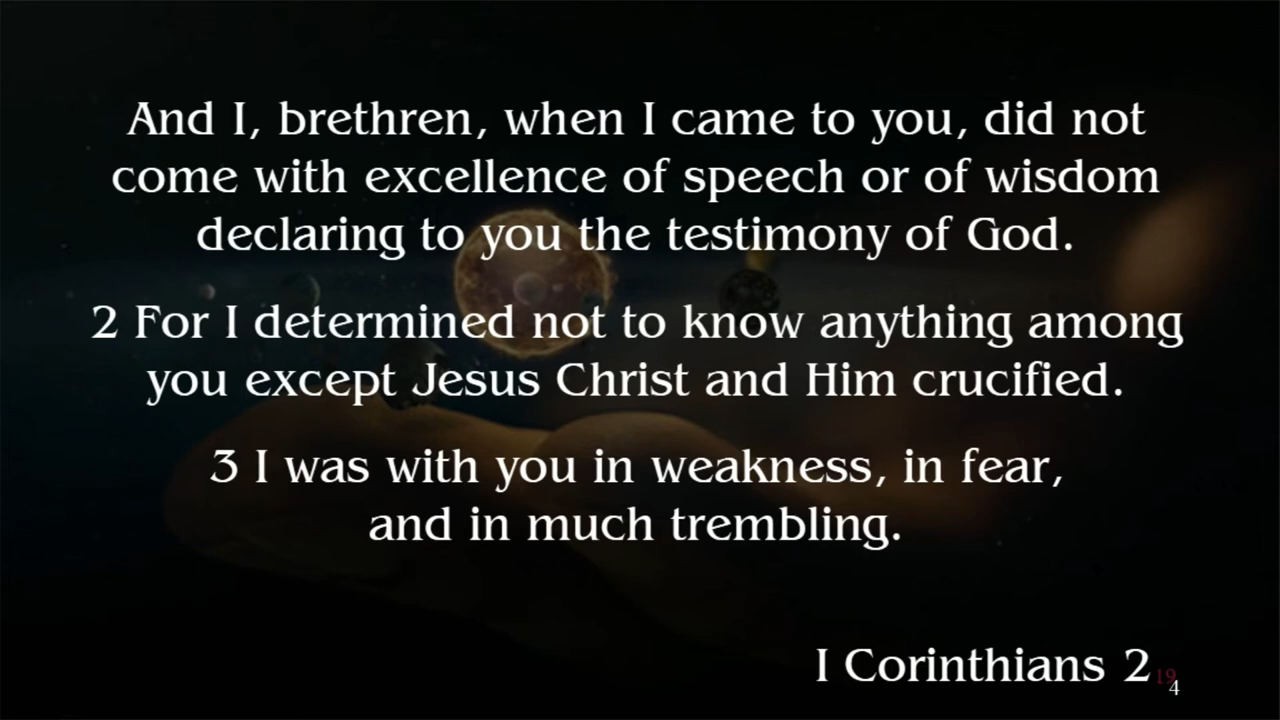 And I, brethren, when I came to you, did not
come with excellence of speech or of wisdom
declaring to you the testimony of God.
2 For I determined not to know anything among
you except Jesus Christ and Him crucified.
3 I was with you in weakness, in fear,
and in much trembling.
I Corinthians 2
19
4